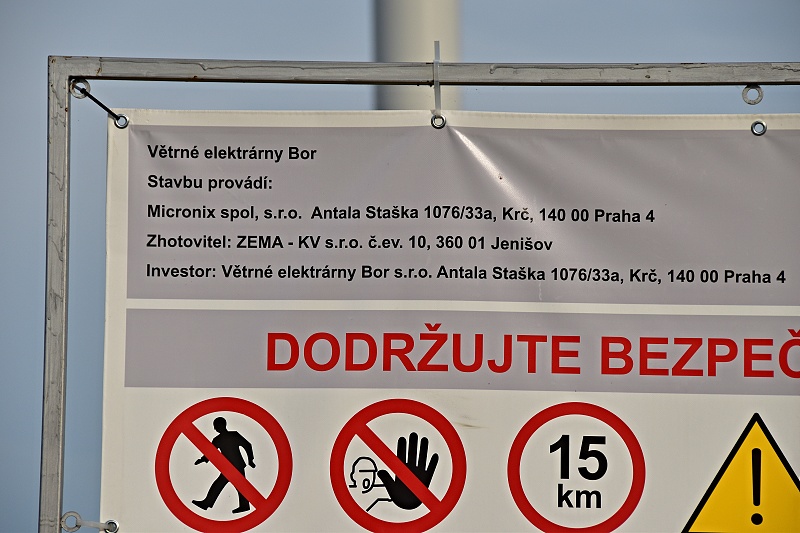 Větrné elektrárny Bor
Stavbu provádí:
Micronix spol, s.r.o.  Antala Staška 1076/33a, Krč, 140 00 Praha 4
Zhotovitel: ZEMA - KV s.r.o. č.ev. 10, 360 01 Jenišov
Investor: Větrné elektrárny Bor s.r.o. Antala Staška 1076/33a, Krč, 140 00 Praha 4
DODRŽUJTE BEZPEČ
15
km
!